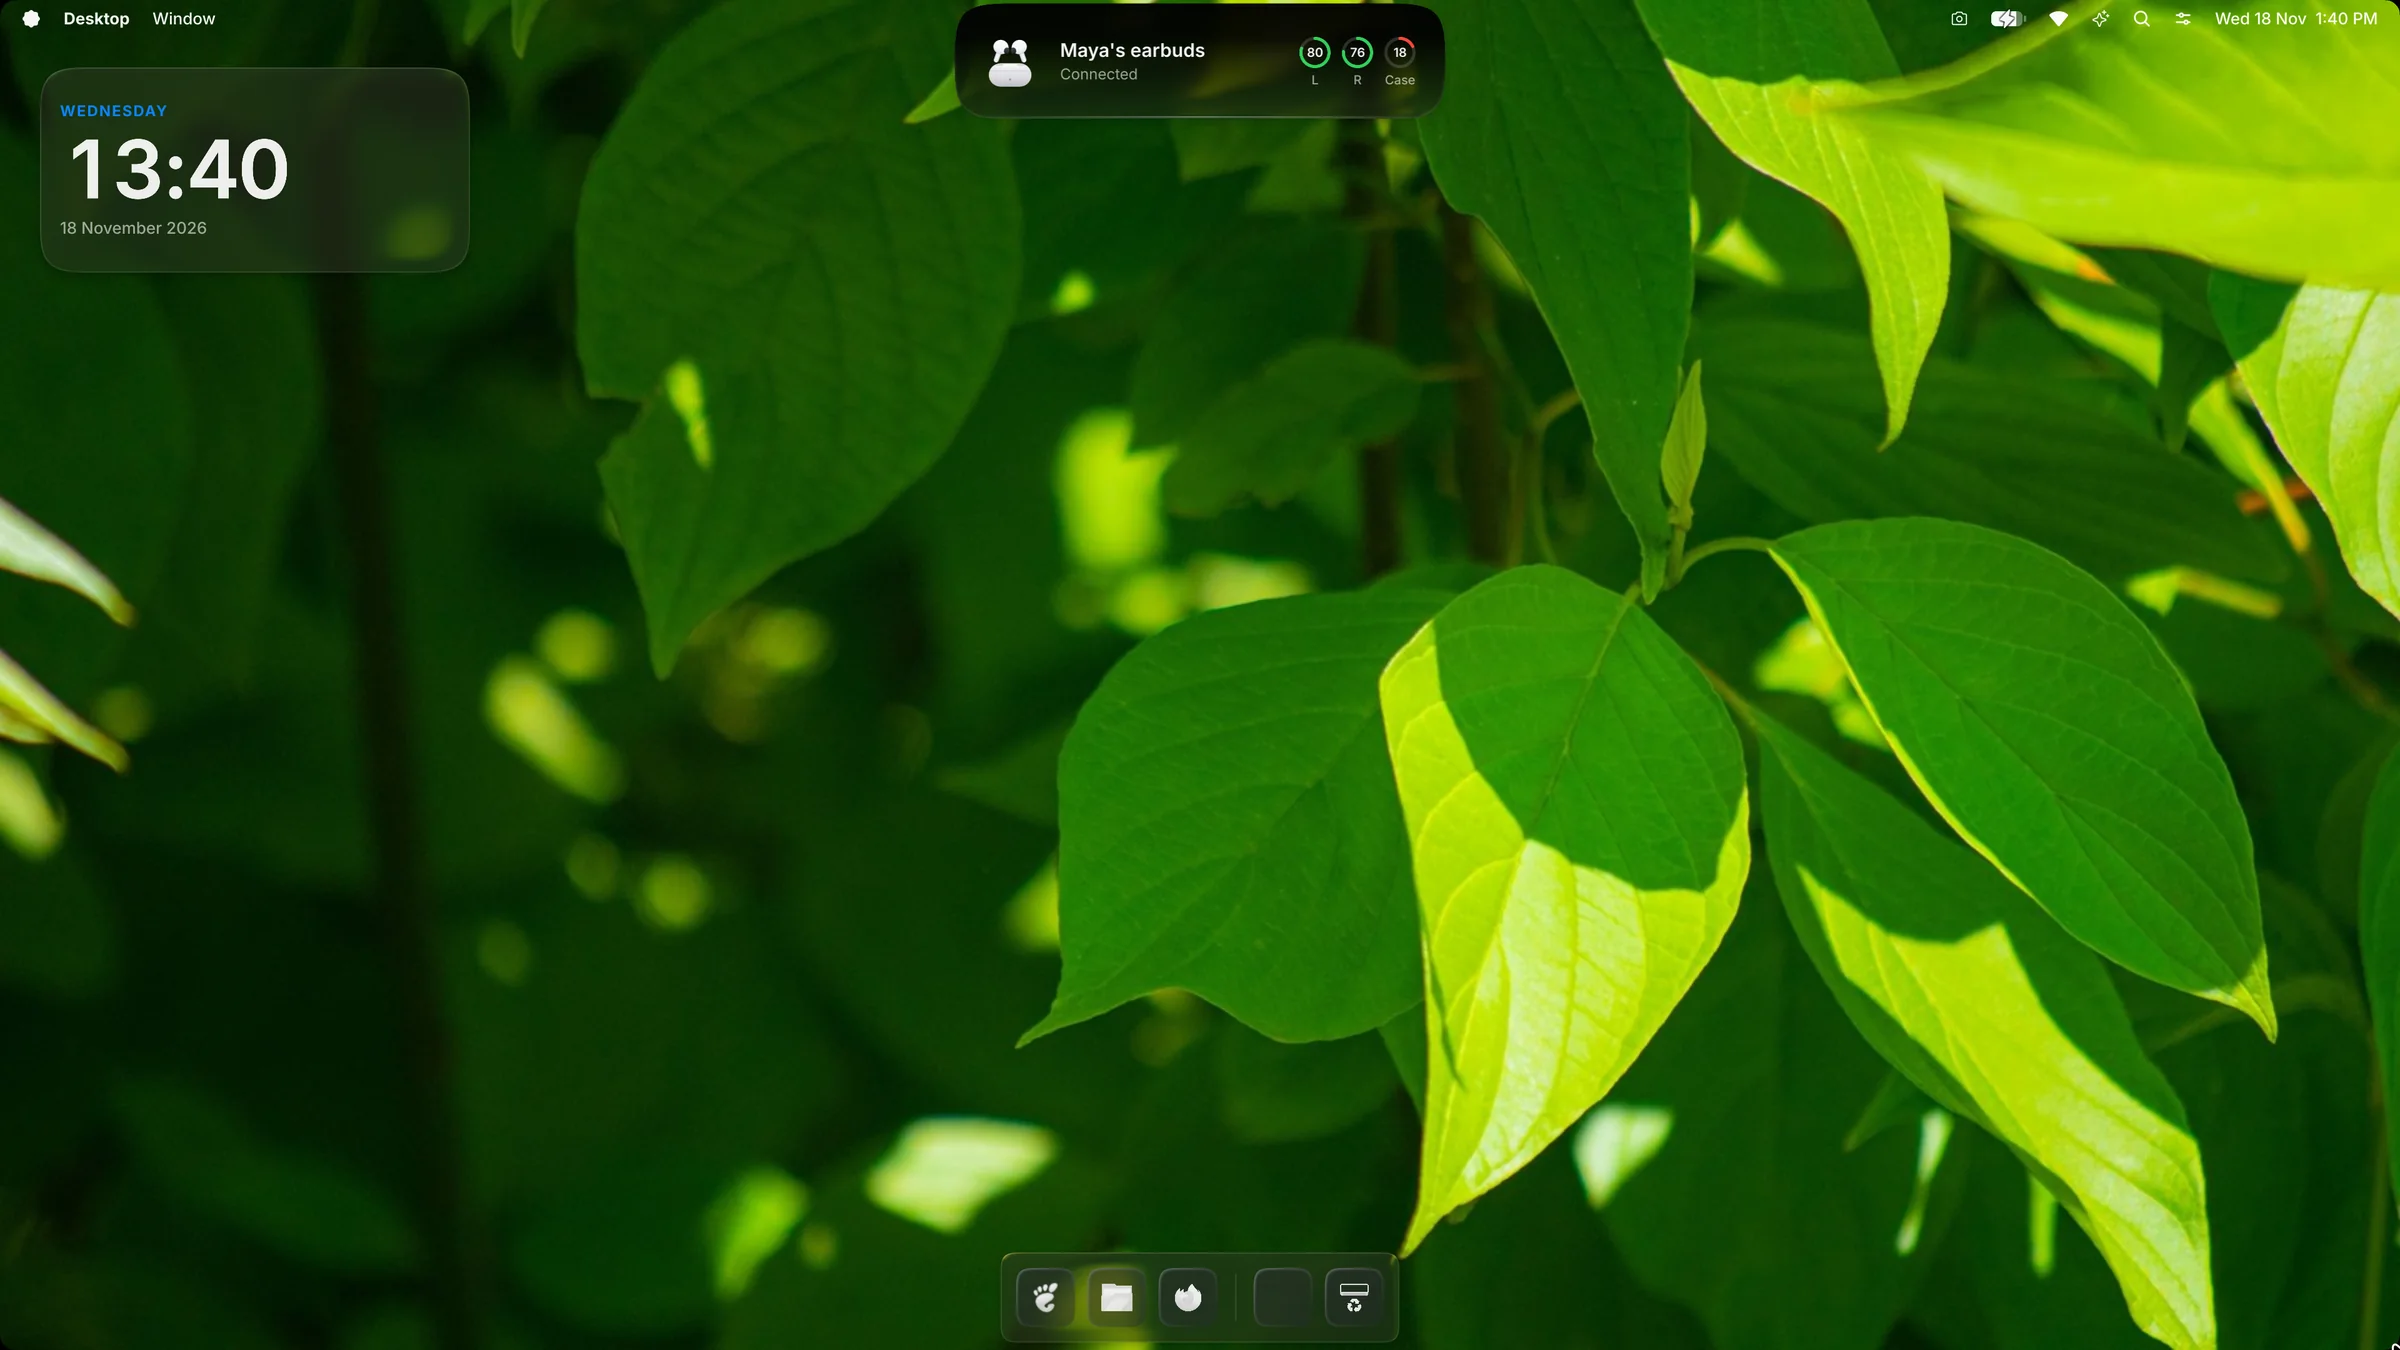 Desktop Window
Wed 18 Nov 1:40 PM
Maya's earbuds
Connected
80 76 18
L R Case
WEDNESDAY
13:40
18 November 2026